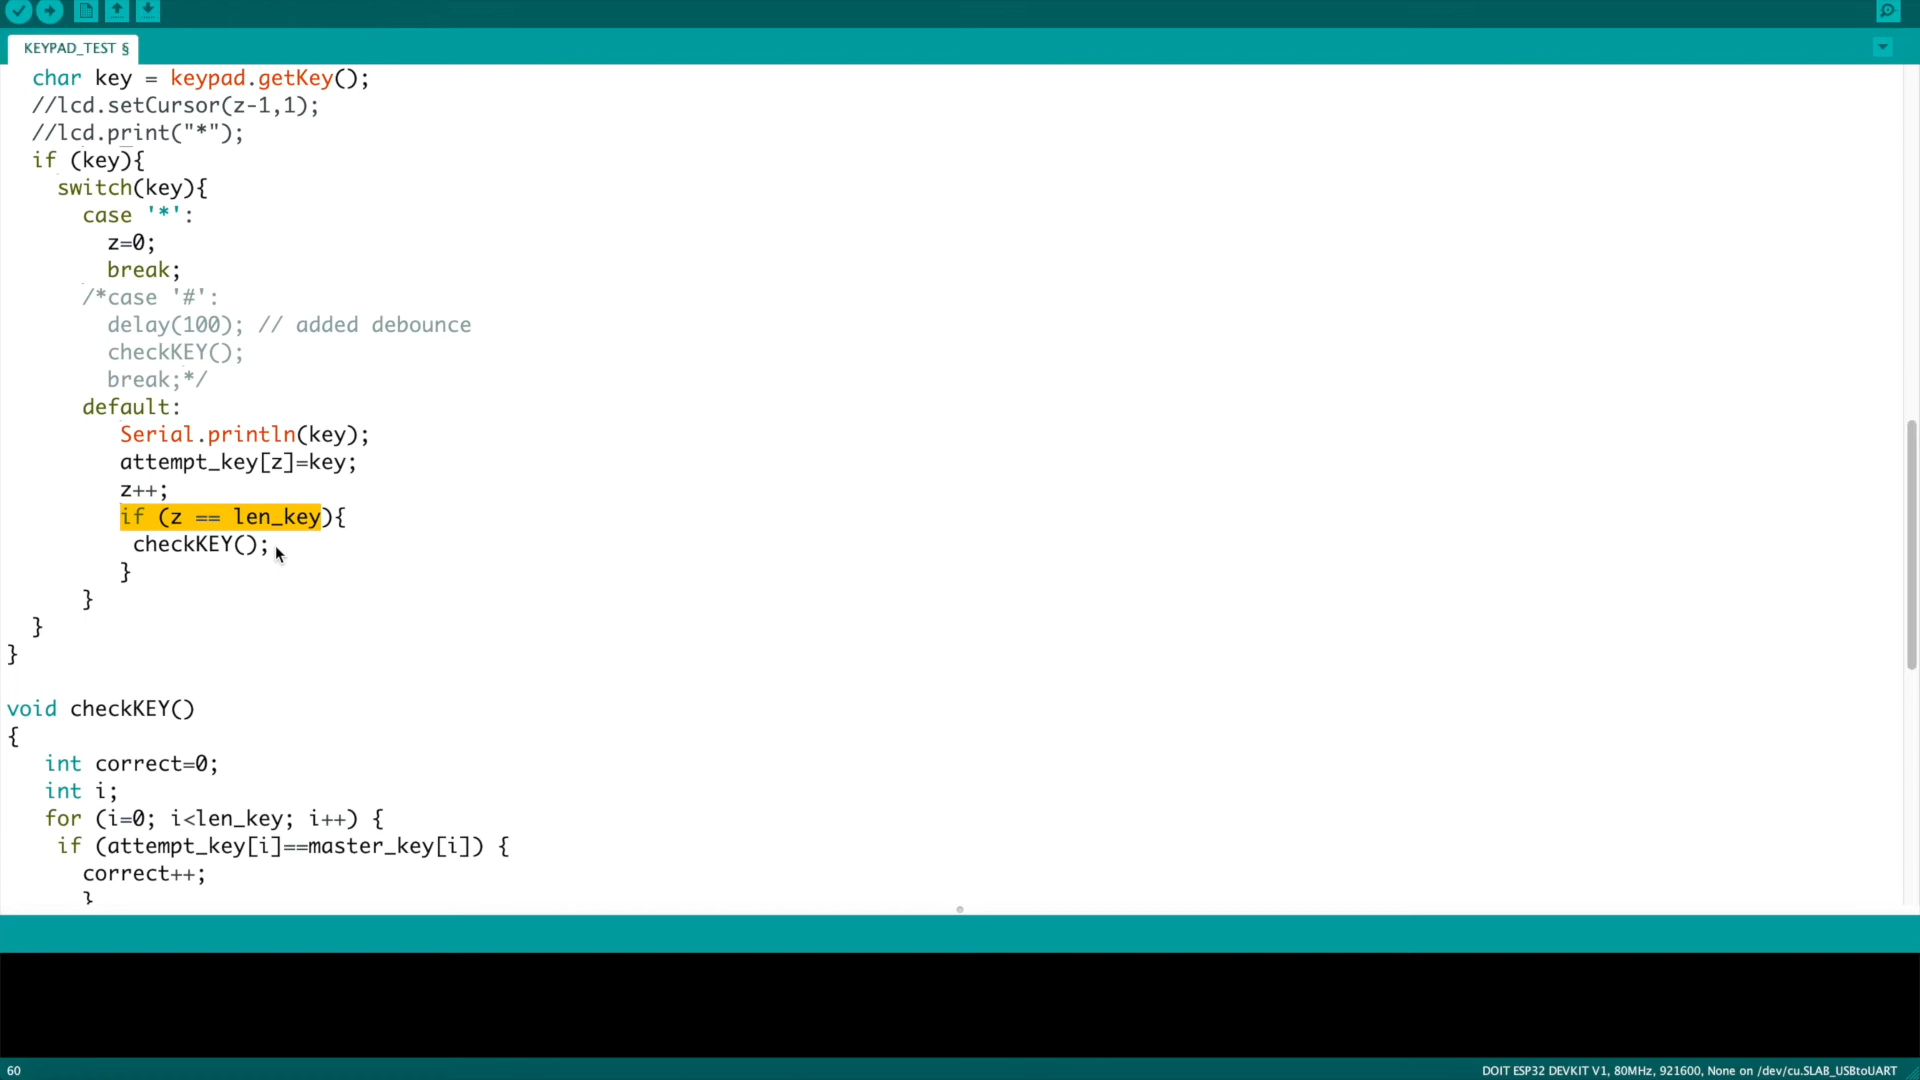 KEYPAD_TEST §
char key = keypad.getKey();
//lcd.setCursor(z-1,1);
//lcd.print("*");
if (key){
switch(key){
case '*':
z=0;
break;
/*case '#':
delay(100); // added debounce
checkKEY();
break;*/
default:
Serial.println(key);
attempt_key[z]=key;
z++;
if (z == len_key){
checkKEY();
}
}
}
}
void checkKEY()
{
int correct=0;
int i;
for (i=0; i<len_key; i++) {
if (attempt_key[i]==master_key[i]) {
correct++;
}
60
DOIT ESP32 DEVKIT V1, 80MHz, 921600, None on /dev/cu.SLAB_USBtoUART